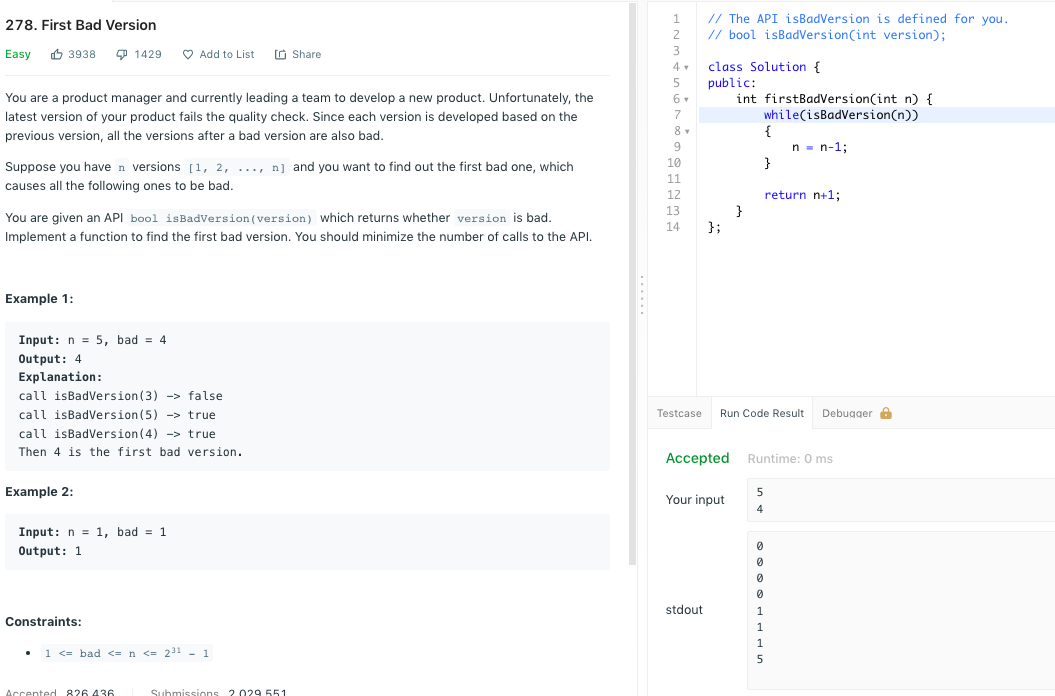 278. First Bad Version
Easy 3938 1429 Add to List Share
You are a product manager and currently leading a team to develop a new product. Unfortunately, the
latest version of your product fails the quality check. Since each version is developed based on the
previous version, all the versions after a bad version are also bad.
Suppose you have n versions [1, 2, ..., n] and you want to find out the first bad one, which
causes all the following ones to be bad.
You are given an API bool isBadVersion(version) which returns whether version is bad.
Implement a function to find the first bad version. You should minimize the number of calls to the API.
Example 1:
Input: n = 5, bad = 4
Output: 4
Explanation:
call isBadVersion(3) -> false
call isBadVersion(5) -> true
call isBadVersion(4) -> true
Then 4 is the first bad version.
Example 2:
Input: n = 1, bad = 1
Output: 1
Constraints:
• 1 <= bad <= n <= 2³¹ - 1
Accepted 826,436 Submissions 2,029,551
1 // The API isBadVersion is defined for you.
2 // bool isBadVersion(int version);
3
4 class Solution {
5 public:
6 int firstBadVersion(int n) {
7 while(isBadVersion(n))
8 {
9 n = n-1;
10 }
11
12 return n+1;
13 }
14 };
Testcase Run Code Result Debugger
Accepted Runtime: 0 ms
Your input
5
4
stdout
0
0
0
0
1
1
1
5